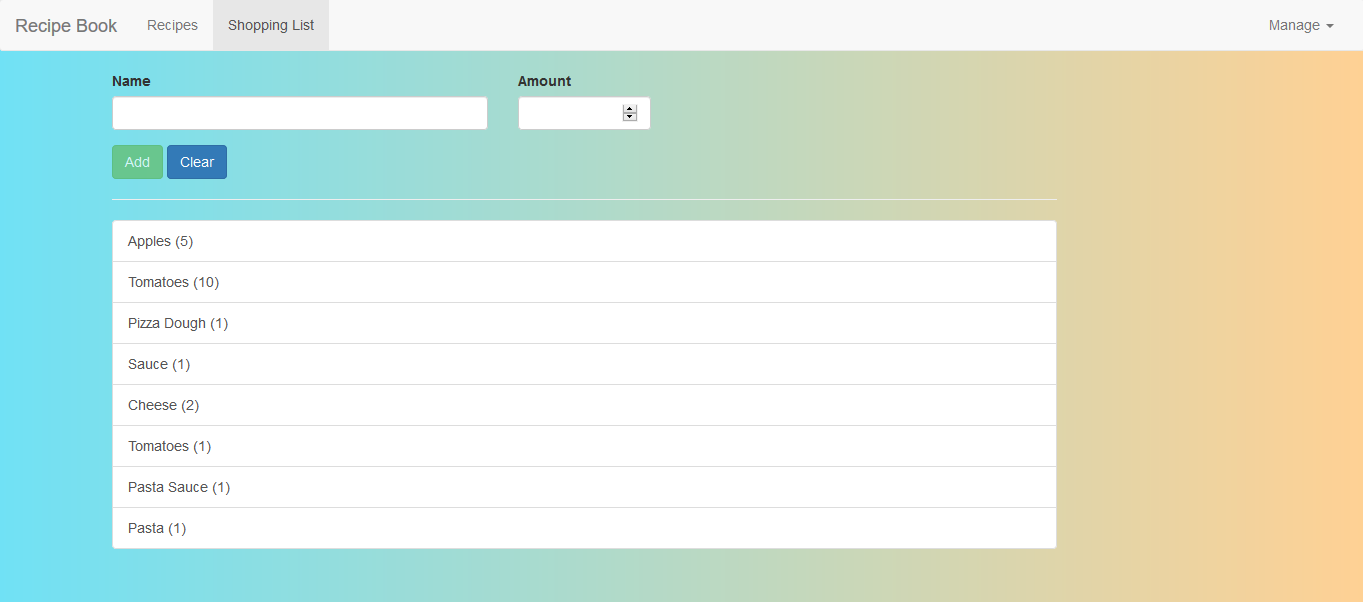 Recipe Book Recipes Shopping List Manage
Name Amount
Add Clear
Apples (5)
Tomatoes (10)
Pizza Dough (1)
Sauce (1)
Cheese (2)
Tomatoes (1)
Pasta Sauce (1)
Pasta (1)